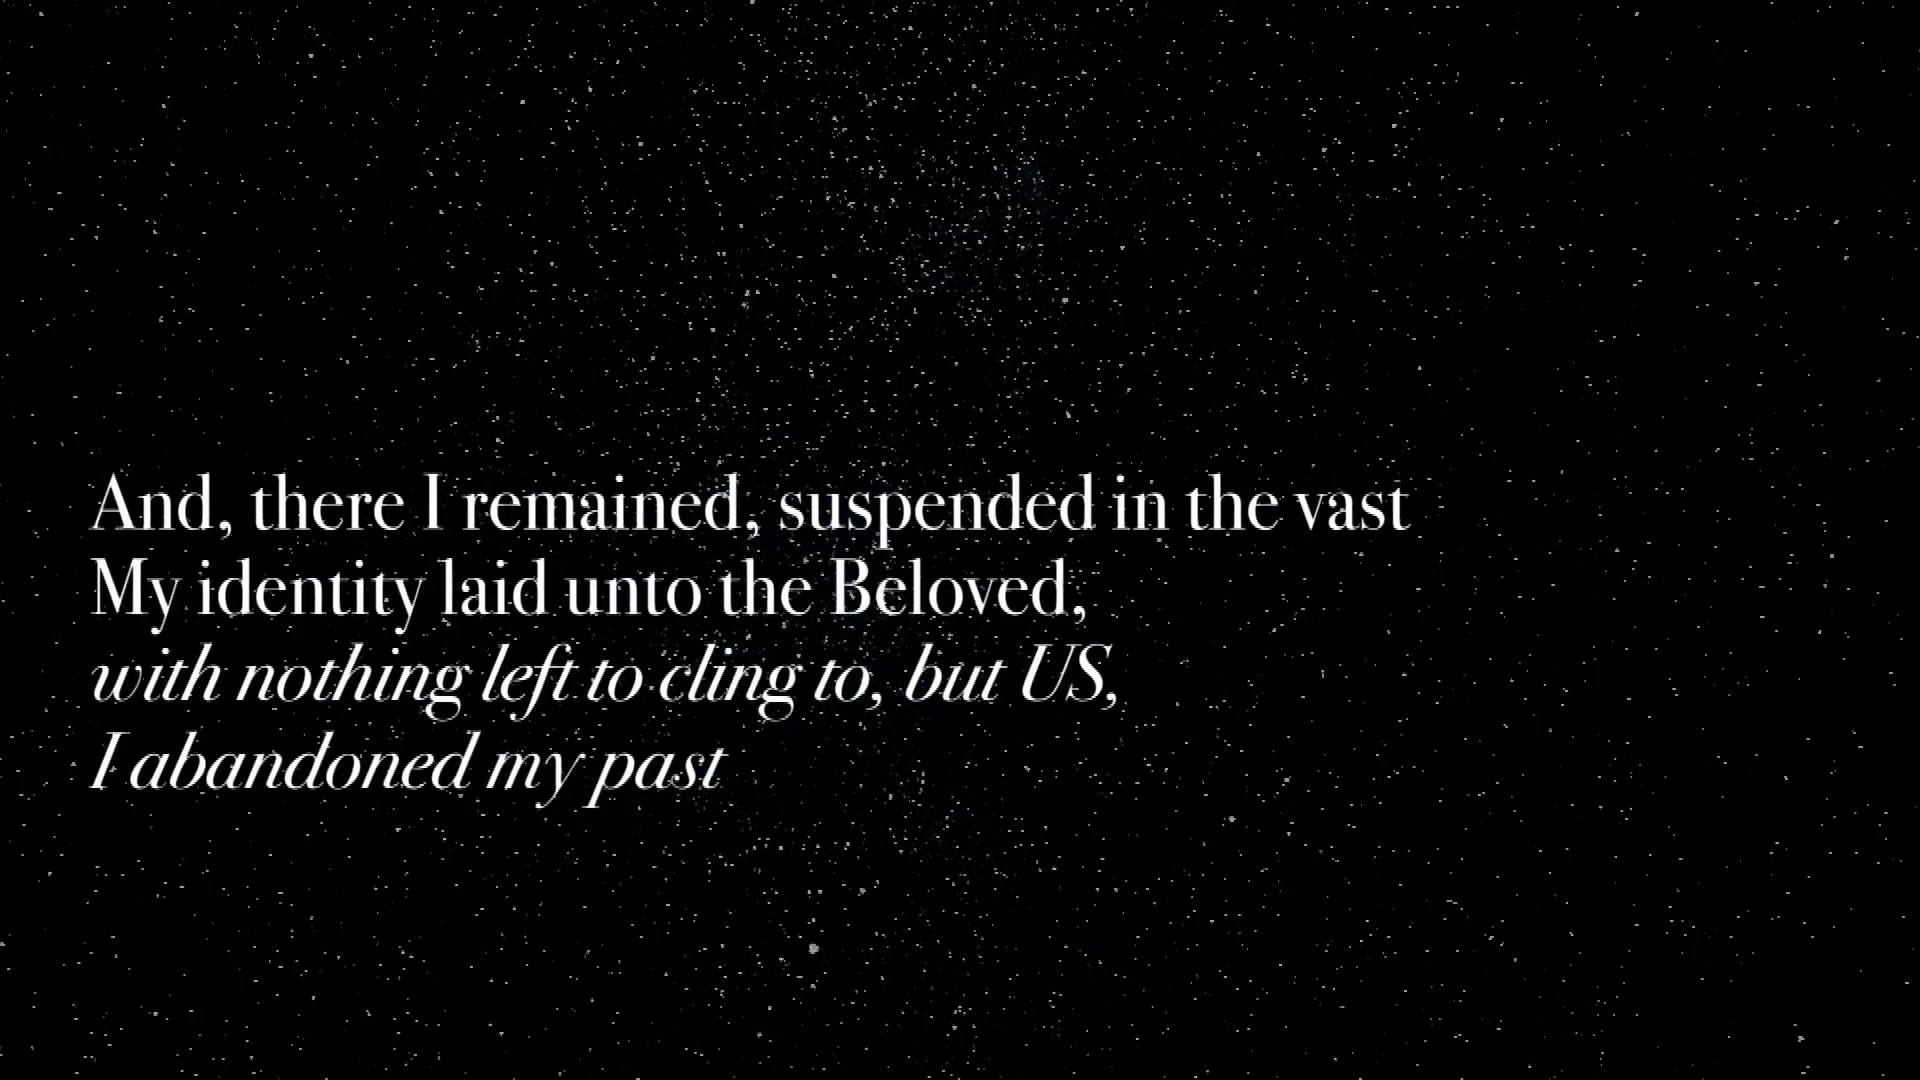 And, there I remained, suspended in the vast
My identity laid unto the Beloved,
with nothing left to cling to, but US,
I abandoned my past